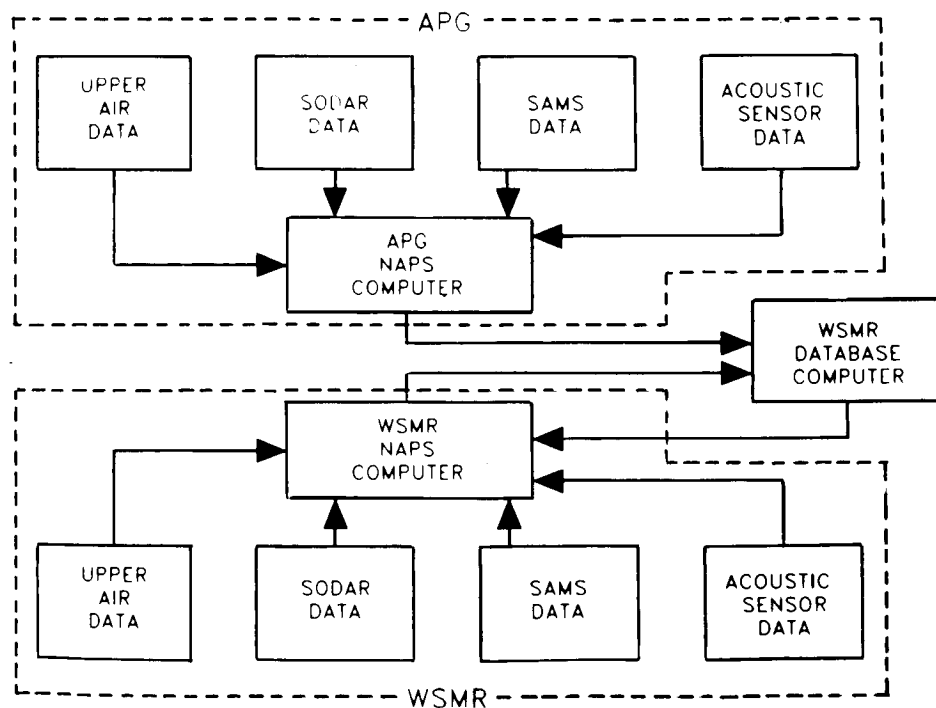 APG
UPPER
AIR
DATA
SODAR
DATA
SAMS
DATA
ACOUSTIC
SENSOR
DATA
APG
NAPS
COMPUTER
WSMR
DATABASE
COMPUTER
WSMR
NAPS
COMPUTER
UPPER
AIR
DATA
SODAR
DATA
SAMS
DATA
ACOUSTIC
SENSOR
DATA
WSMR